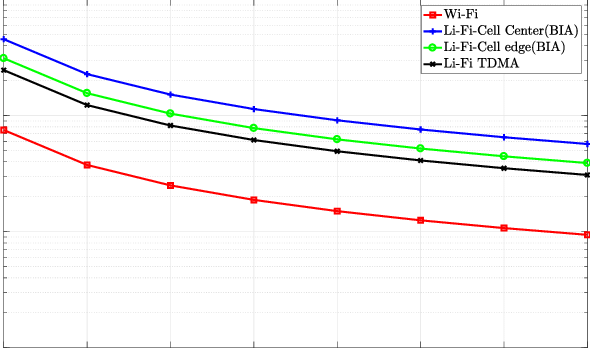 Wi-Fi
Li-Fi-Cell Center(BIA)
Li-Fi-Cell edge(BIA)
Li-Fi TDMA